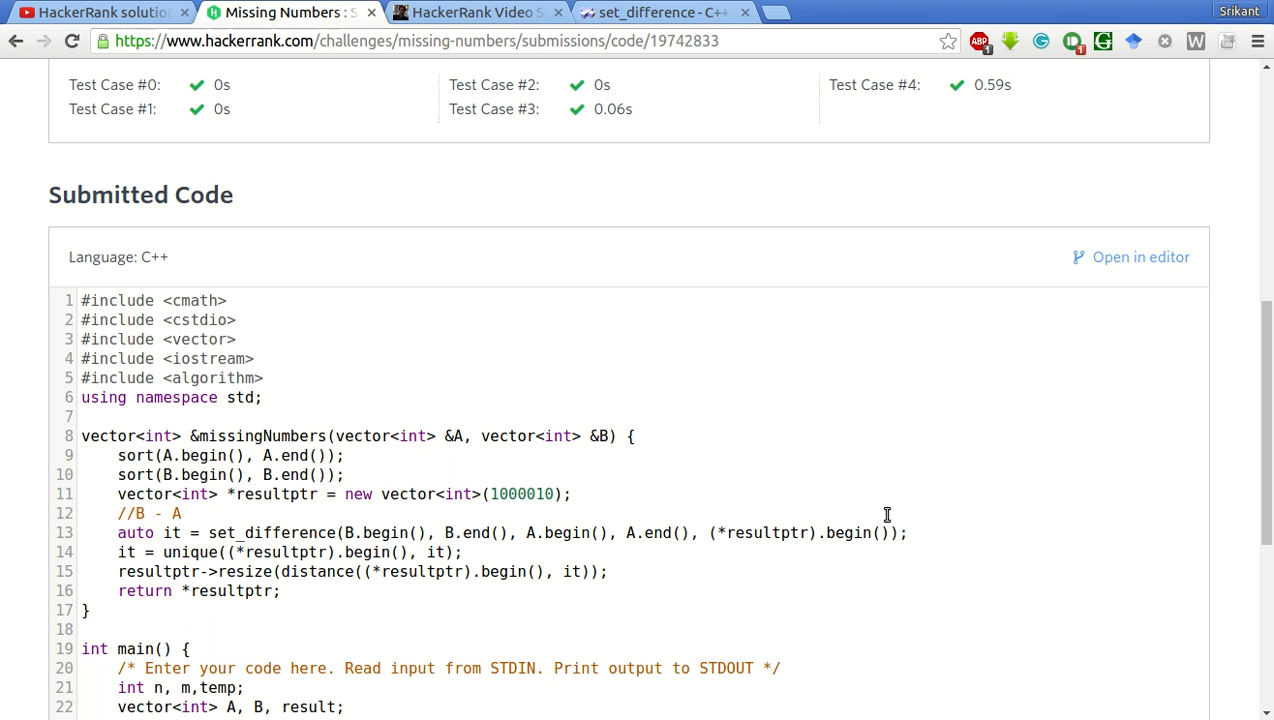 HackerRank solution
Missing Numbers : S
HackerRank Video S
set_difference - C++
Srikant
https://www.hackerrank.com/challenges/missing-numbers/submissions/code/19742833
ABP
1
G
1
G
W
Test Case #0: 0s
Test Case #2: 0s
Test Case #4: 0.59s
Test Case #1: 0s
Test Case #3: 0.06s
Submitted Code
Language: C++
Open in editor
1 #include <cmath>
2 #include <cstdio>
3 #include <vector>
4 #include <iostream>
5 #include <algorithm>
6 using namespace std;
7
8 vector<int> &missingNumbers(vector<int> &A, vector<int> &B) {
9 sort(A.begin(), A.end());
10 sort(B.begin(), B.end());
11 vector<int> *resultptr = new vector<int>(1000010);
12 //B - A
13 auto it = set_difference(B.begin(), B.end(), A.begin(), A.end(), (*resultptr).begin());
14 it = unique((*resultptr).begin(), it);
15 resultptr->resize(distance((*resultptr).begin(), it));
16 return *resultptr;
17 }
18
19 int main() {
20 /* Enter your code here. Read input from STDIN. Print output to STDOUT */
21 int n, m,temp;
22 vector<int> A, B, result;